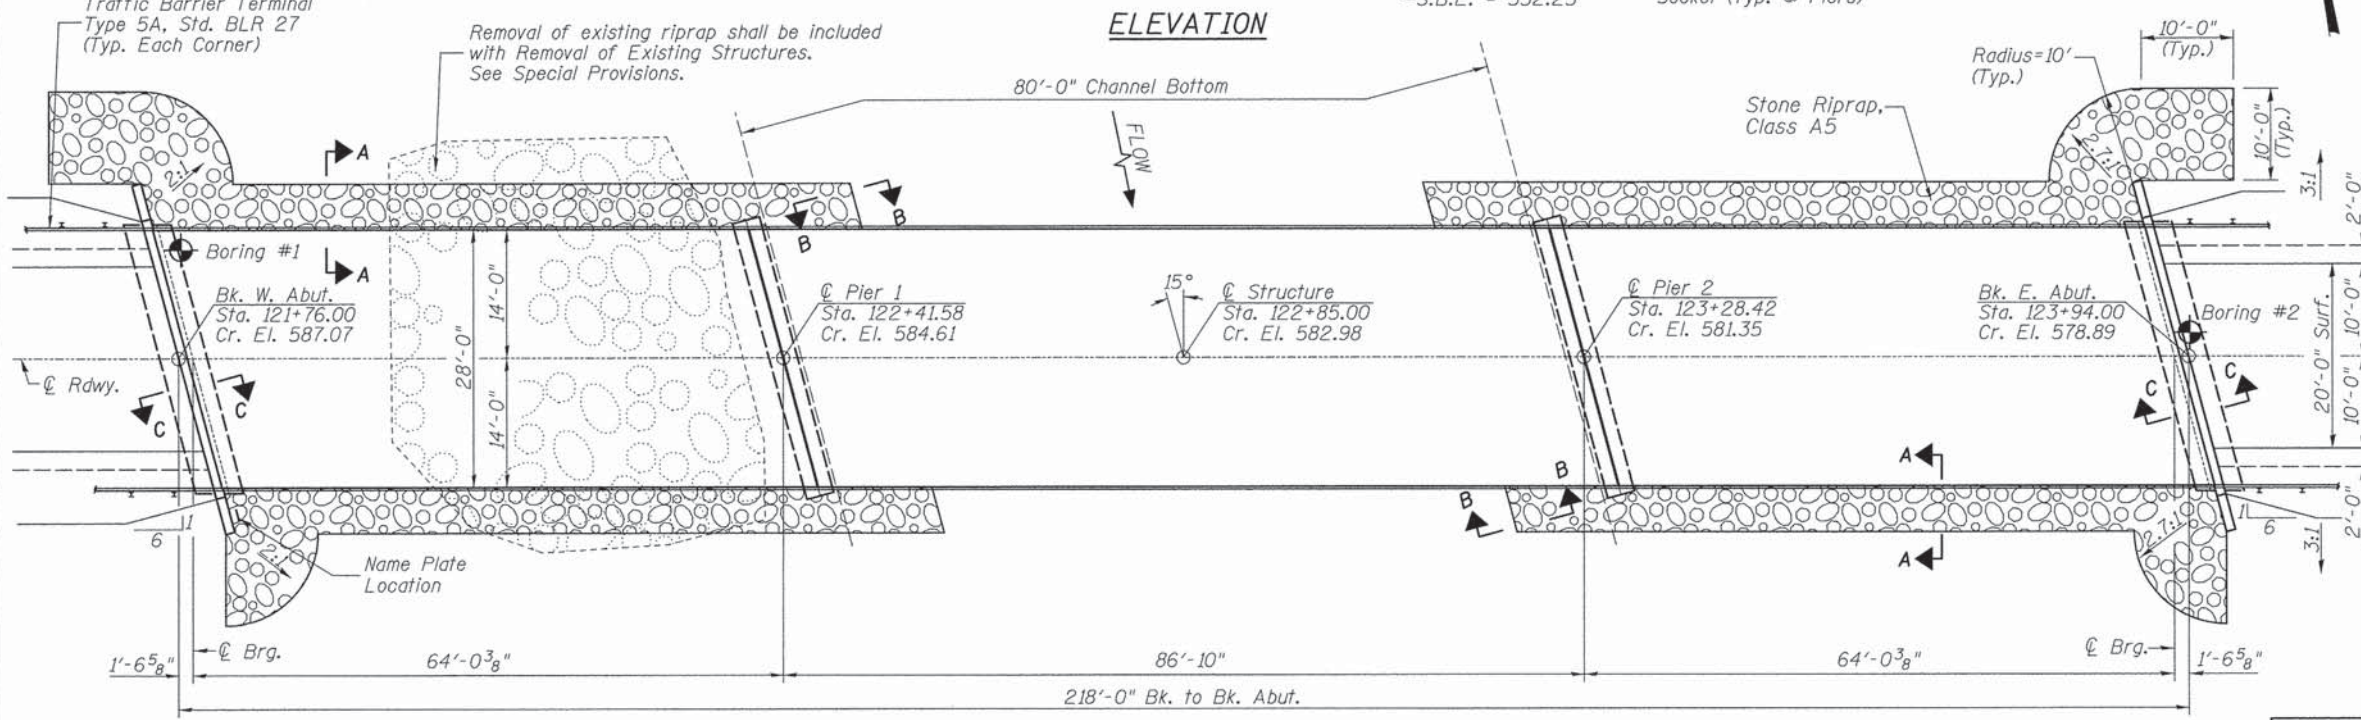 Traffic Barrier Terminal
Type 5A, Std. BLR 27
(Typ. Each Corner)
Removal of existing riprap shall be included
with Removal of Existing Structures.
See Special Provisions.
ELEVATION
80'-0" Channel Bottom
FLOW
Stone Riprap,
Class A5
Radius=10'
(Typ.)
10'-0"
(Typ.)
10'-0"
(Typ.)
2:1
A
A
B
B
2.7:1
3:1
2'-0"
Boring #1
Bk. W. Abut.
Sta. 121+76.00
Cr. El. 587.07
14'-0"
28'-0"
14'-0"
℄ Pier 1
Sta. 122+41.58
Cr. El. 584.61
15°
℄ Structure
Sta. 122+85.00
Cr. El. 582.98
℄ Pier 2
Sta. 123+28.42
Cr. El. 581.35
Bk. E. Abut.
Sta. 123+94.00
Cr. El. 578.89
Boring #2
20'-0" Surf.
10'-0"
10'-0"
℄ Rdwy.
C
C
C
C
A
A
B
B
1
6
2:1
Name Plate
Location
2.7:1
1
6
3:1
2'-0"
℄ Brg.
℄ Brg.
1'-6 5/8"
64'-0 3/8"
86'-10"
64'-0 3/8"
1'-6 5/8"
218'-0" Bk. to Bk. Abut.